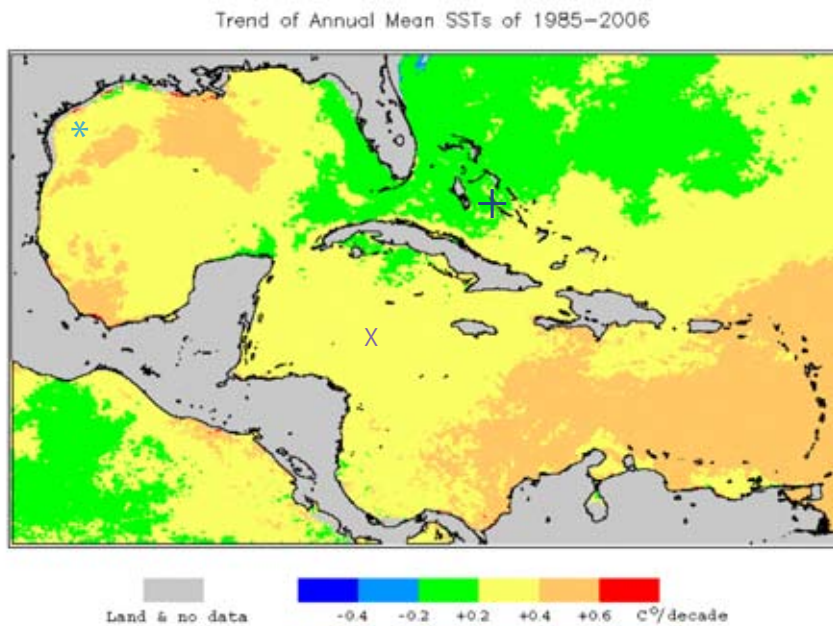 Trend of Annual Mean SSTs of 1985-2006
*
+
X
Land & no data
-0.4 -0.2 +0.2 +0.4 +0.6 C°/decade